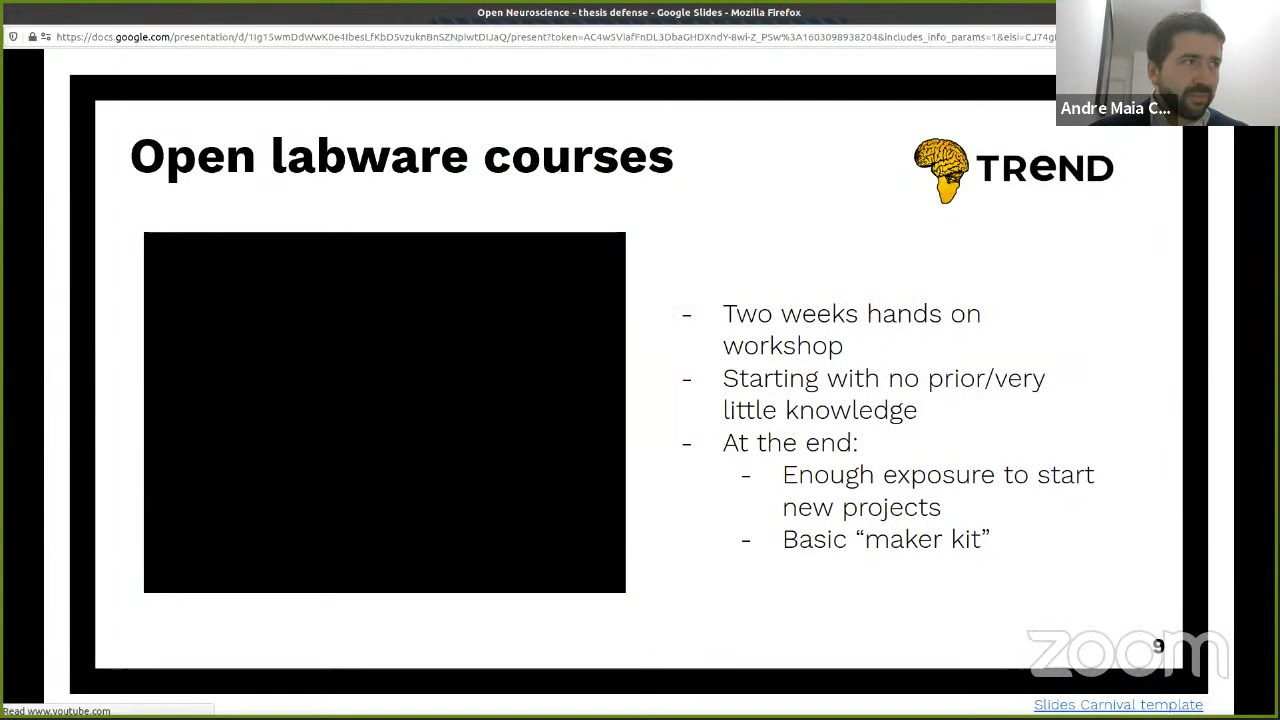 Open Neuroscience - thesis defense - Google Slides - Mozilla Firefox
Andre Maia C...
Open labware courses
TREND
- Two weeks hands on
workshop
- Starting with no prior/very
little knowledge
- At the end:
- Enough exposure to start
new projects
- Basic “maker kit”
9
zoom
Slides Carnival template
Read www.youtube.com